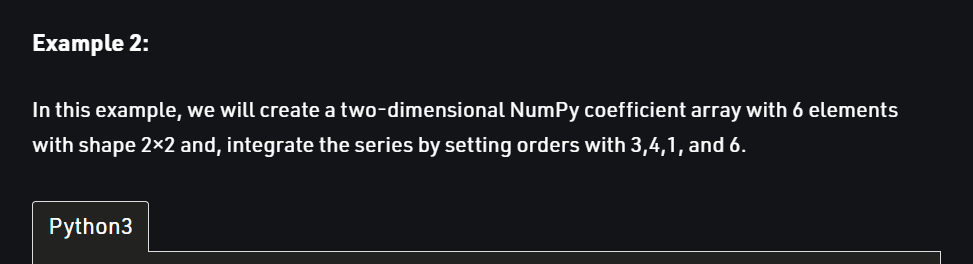 Example 2:
In this example, we will create a two-dimensional NumPy coefficient array with 6 elements
with shape 2×2 and, integrate the series by setting orders with 3,4,1, and 6.
Python3